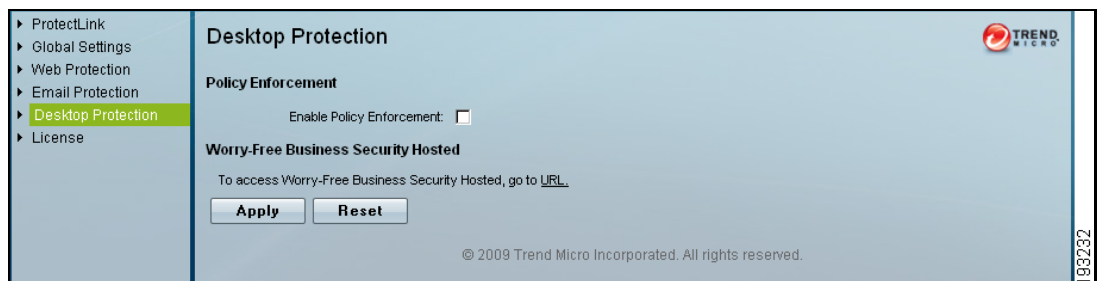 ProtectLink
Global Settings
Web Protection
Email Protection
Desktop Protection
License
Desktop Protection
TREND
MICRO
Policy Enforcement
Enable Policy Enforcement:
Worry-Free Business Security Hosted
To access Worry-Free Business Security Hosted, go to URL.
Apply Reset
© 2009 Trend Micro Incorporated. All rights reserved.
193232